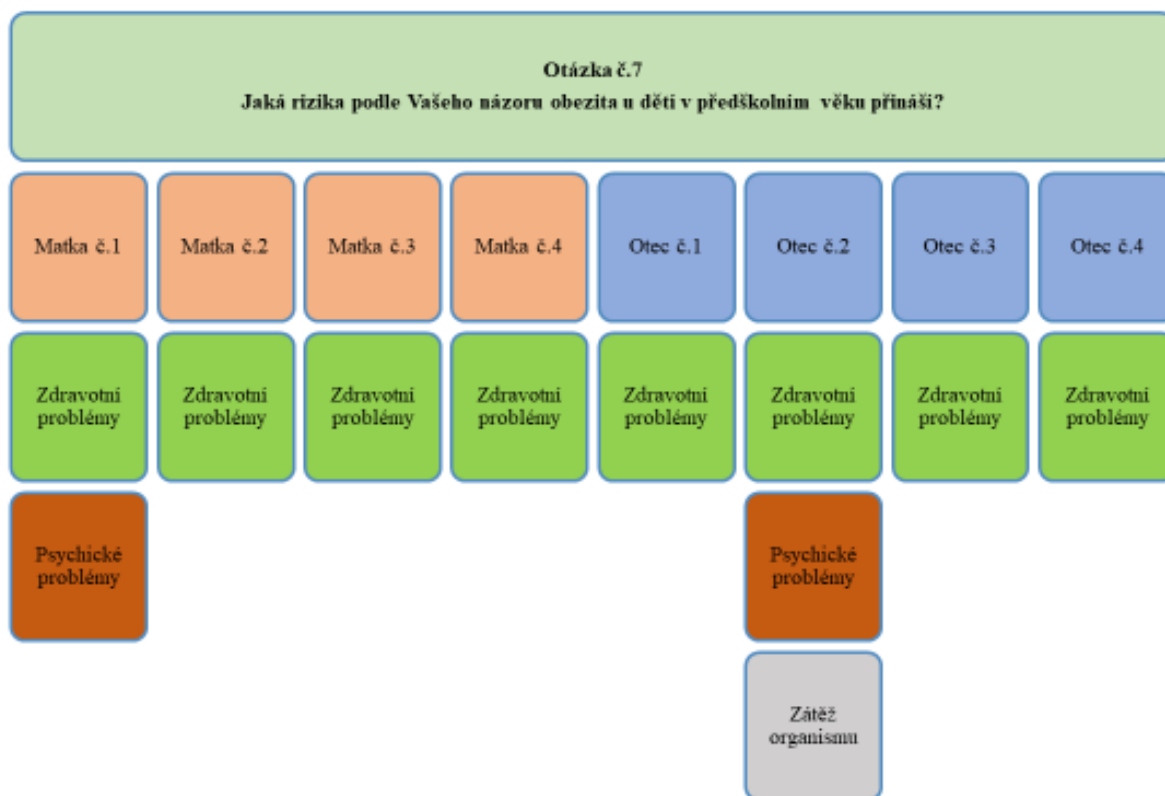 Otázka č.7
Jaká rizika podle Vašeho názoru obezita u dětí v předškolním věku přináší?
Matka č.1
Matka č.2
Matka č.3
Matka č.4
Otec č.1
Otec č.2
Otec č.3
Otec č.4
Zdravotní
problémy
Zdravotní
problémy
Zdravotní
problémy
Zdravotní
problémy
Zdravotní
problémy
Zdravotní
problémy
Zdravotní
problémy
Zdravotní
problémy
Psychické
problémy
Psychické
problémy
Zátěž
organismu